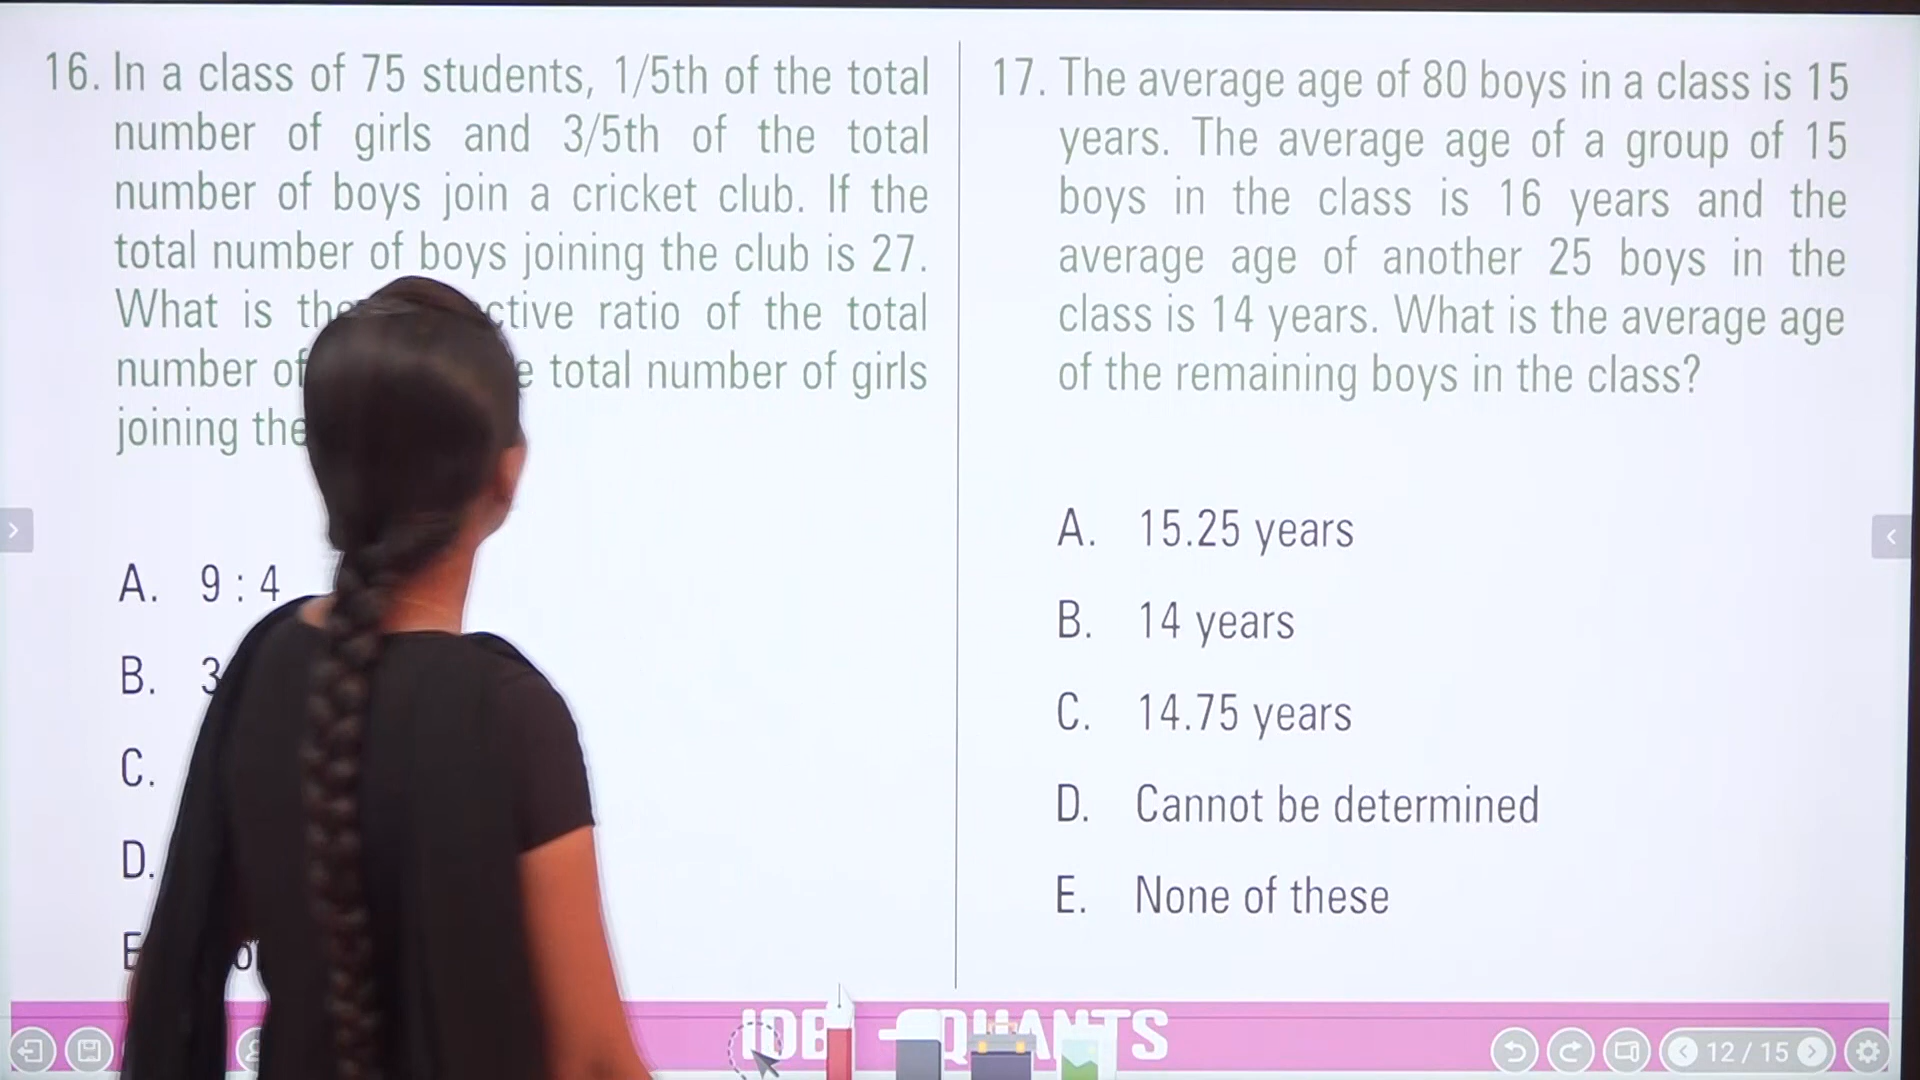 16. In a class of 75 students, 1/5th of the total
number of girls and 3/5th of the total
number of boys join a cricket club. If the
total number of boys joining the club is 27.
What is ratio of the total
number total number of girls
joining
A. 9 : 4
B. 3
C.
D.
E
17. The average age of 80 boys in a class is 15
years. The average age of a group of 15
boys in the class is 16 years and the
average age of another 25 boys in the
class is 14 years. What is the average age
of the remaining boys in the class?
A. 15.25 years
B. 14 years
C. 14.75 years
D. Cannot be determined
E. None of these
12 / 15